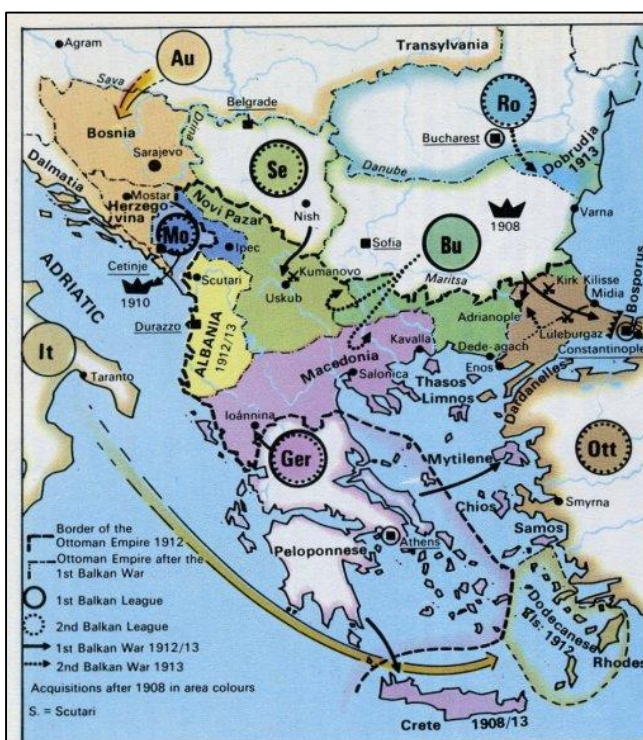 Agram
Au
Transylvania
Sava
Bosnia
Drina
Belgrade
Ro
Bucharest
Dobrudja
1913
Danube
Sarajevo
Se
Dalmatia
Mostar
Herzego
vina
Novi Pazar
Nish
Mo
Ipec
Sofia
Bu
1908
Varna
Cetinje
1910
Scutari
Kumanovo
Uskub
Maritsa
Kirk Kilisse
Midia
Bosporus
ADRIATIC
Durazzo
ALBANIA
1912/13
Adrianople
Lüleburgaz
Constantinople
It
Taranto
Macedonia
Kavalla
Salonica
Dede-agach
Enos
Thasos
Limnos
Dardanelles
Ioánnina
Ger
Ott
Mytilene
Chios
Smyrna
Samos
Peloponnese
Athens
Dodecanese
gls: 1912
Rhodes
Crete 1908/13
Border of the
Ottoman Empire 1912
Ottoman Empire after the
1st Balkan War
1st Balkan League
2nd Balkan League
1st Balkan War 1912/13
2nd Balkan War 1913
Acquisitions after 1908 in area colours
S. = Scutari